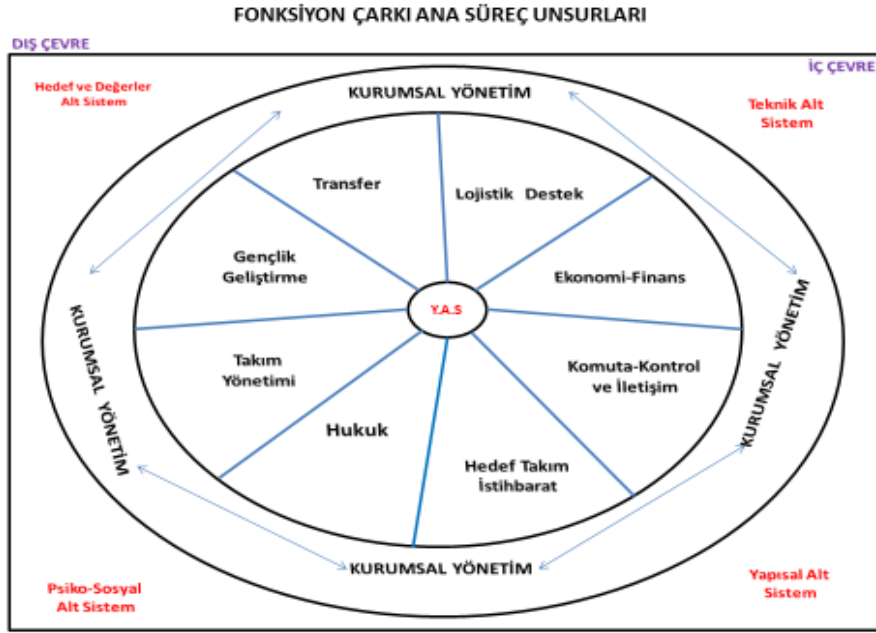 FONKSİYON ÇARKI ANA SÜREÇ UNSURLARI
DIŞ ÇEVRE
İÇ ÇEVRE
Hedef ve Değerler
Alt Sistem
KURUMSAL YÖNETİM
Teknik Alt
Sistem
Transfer
Lojistik Destek
Gençlik
Geliştirme
Ekonomi-Finans
Y.A.S
KURUMSAL YÖNETİM
KURUMSAL YÖNETİM
Takım
Yönetimi
Komuta-Kontrol
ve İletişim
Hukuk
Hedef Takım
İstihbarat
KURUMSAL YÖNETİM
Psiko-Sosyal
Alt Sistem
Yapısal Alt
Sistem